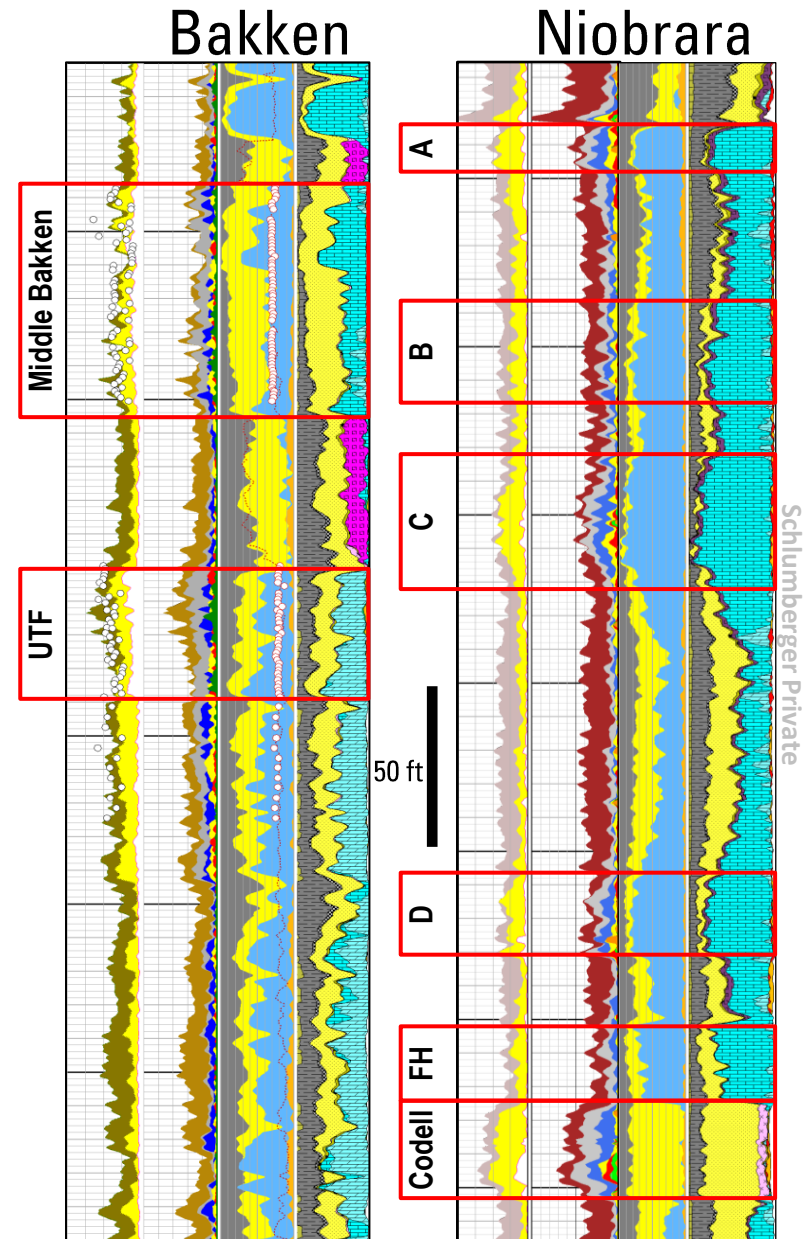 Bakken
Niobrara
A
Middle Bakken
B
C
Schlumberger Private
UTF
50 ft
D
FH
Codell